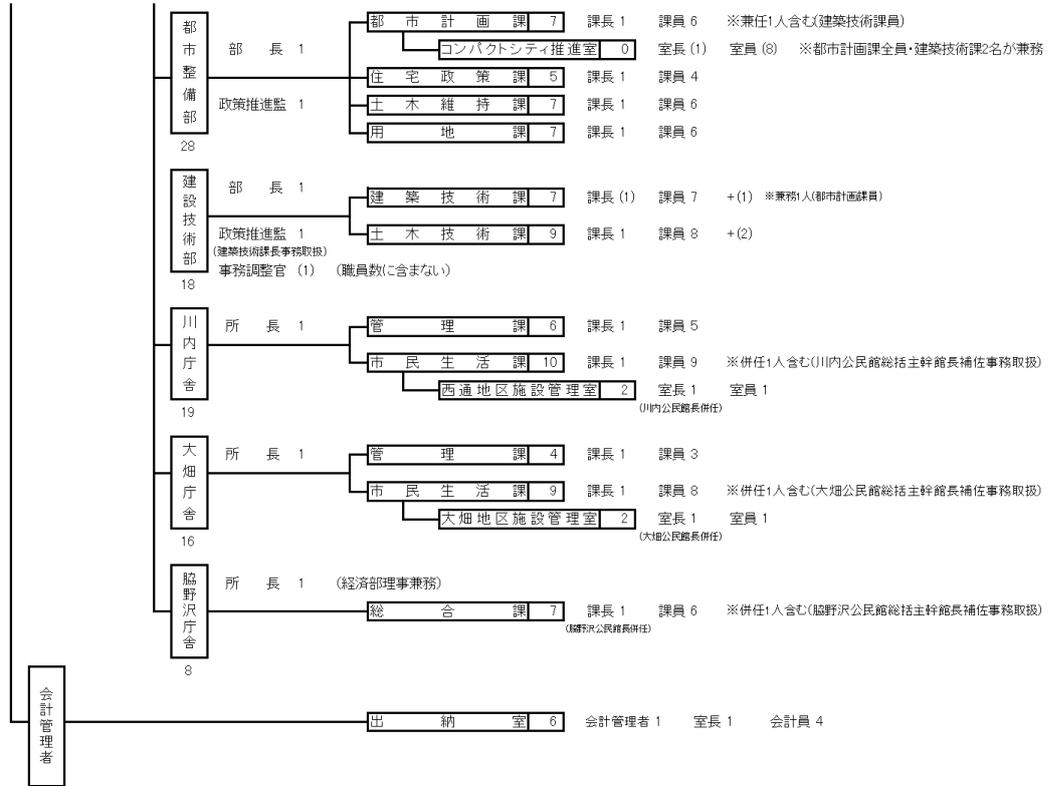 都市整備部
28
部長 1
政策推進監 1
都市計画課 7 課長 1 課員 6 ※兼任1人含む(建築技術課員)
コンパクトシティ推進室 0 室長 (1) 室員 (8) ※都市計画課全員・建築技術課2名が兼務
住宅政策課 5 課長 1 課員 4
土木維持課 7 課長 1 課員 6
用地課 7 課長 1 課員 6
建設技術部
18
部長 1
政策推進監 1
(建築技術課長事務取扱)
事務調整官 (1) (職員数に含まない)
建築技術課 7 課長 (1) 課員 7 +(1) ※兼務1人(都市計画課員)
土木技術課 9 課長 1 課員 8 +(2)
川内庁舎
19
所長 1
管理課 6 課長 1 課員 5
市民生活課 10 課長 1 課員 9 ※併任1人含む(川内公民館総括主幹館長補佐事務取扱)
西通地区施設管理室 2 室長 1 室員 1
(川内公民館長併任)
大畑庁舎
16
所長 1
管理課 4 課長 1 課員 3
市民生活課 9 課長 1 課員 8 ※併任1人含む(大畑公民館総括主幹館長補佐事務取扱)
大畑地区施設管理室 2 室長 1 室員 1
(大畑公民館長併任)
脇野沢庁舎
8
所長 1 (経済部理事兼務)
総合課 7 課長 1 課員 6 ※併任1人含む(脇野沢公民館総括主幹館長補佐事務取扱)
(脇野沢公民館長併任)
会計管理者
出納室 6 会計管理者 1 室長 1 会計員 4